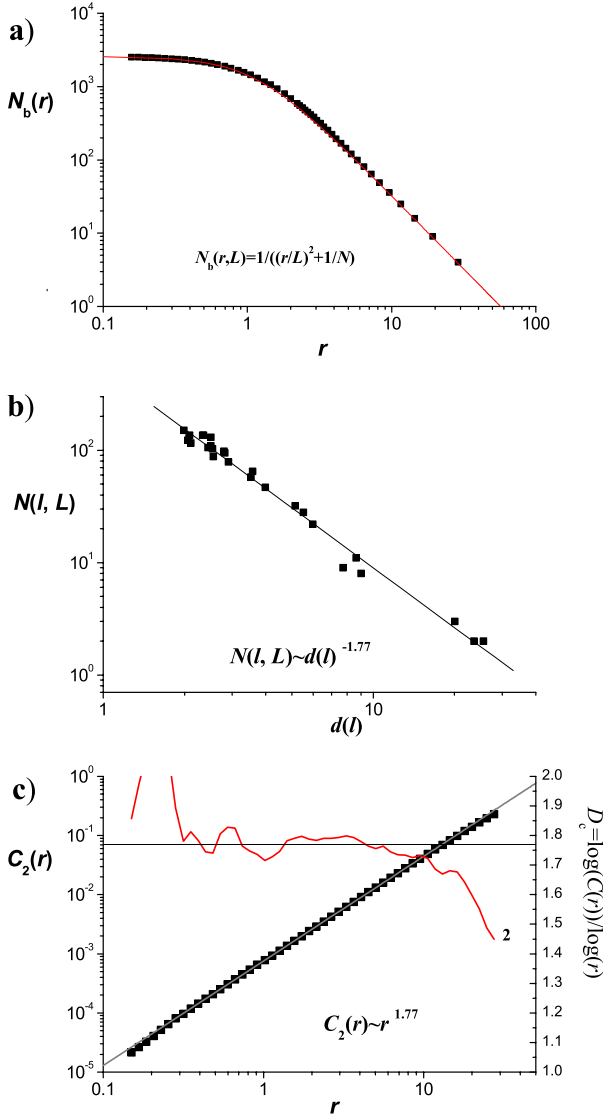 a)
10^4
10^3
10^2
10^1
10^0
N_b(r)
N_b(r,L)=1/((r/L)^2+1/N)
0.1 1 10 100
r
b)
10^2
10^1
10^0
N(l, L)
N(l, L)~d(l)^-1.77
1 10
d(l)
c)
10^0
10^-1
10^-2
10^-3
10^-4
10^-5
C_2(r)
2.0
1.9
1.8
1.7
1.6
1.5
1.4
1.3
1.2
1.1
1.0
D_c=log(C(r))/log(r)
2
C_2(r)~r^1.77
0.1 1 10
r